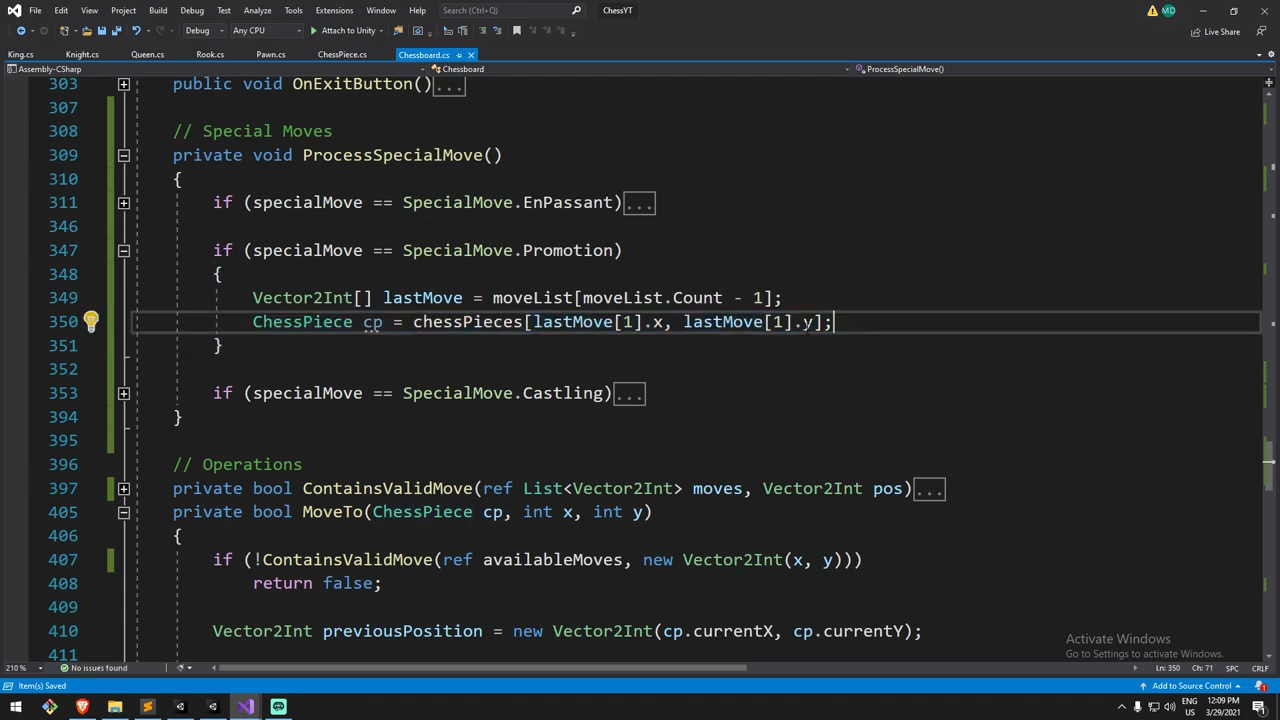 File Edit View Git Project Build Debug Test Analyze Tools Extensions Window Help Search (Ctrl+Q) ChessYT MD
Debug Any CPU Attach to Unity Live Share
King.cs Knight.cs Queen.cs Rook.cs Pawn.cs ChessPiece.cs Chessboard.cs
Assembly-CSharp Chessboard ProcessSpecialMove()
303 public void OnExitButton()...
307
308 // Special Moves
309 private void ProcessSpecialMove()
310 {
311 if (specialMove == SpecialMove.EnPassant)...
346
347 if (specialMove == SpecialMove.Promotion)
348 {
349 Vector2Int[] lastMove = moveList[moveList.Count - 1];
350 ChessPiece cp = chessPieces[lastMove[1].x, lastMove[1].y];
351 }
352
353 if (specialMove == SpecialMove.Castling)...
394 }
395
396 // Operations
397 private bool ContainsValidMove(ref List<Vector2Int> moves, Vector2Int pos)...
405 private bool MoveTo(ChessPiece cp, int x, int y)
406 {
407 if (!ContainsValidMove(ref availableMoves, new Vector2Int(x, y)))
408 return false;
409
410 Vector2Int previousPosition = new Vector2Int(cp.currentX, cp.currentY);
411
Activate Windows
Go to Settings to activate Windows.
210 % No issues found Ln: 350 Ch: 71 SPC CRLF
Item(s) Saved Add to Source Control 1
ENG 12:09 PM
US 3/29/2021 1